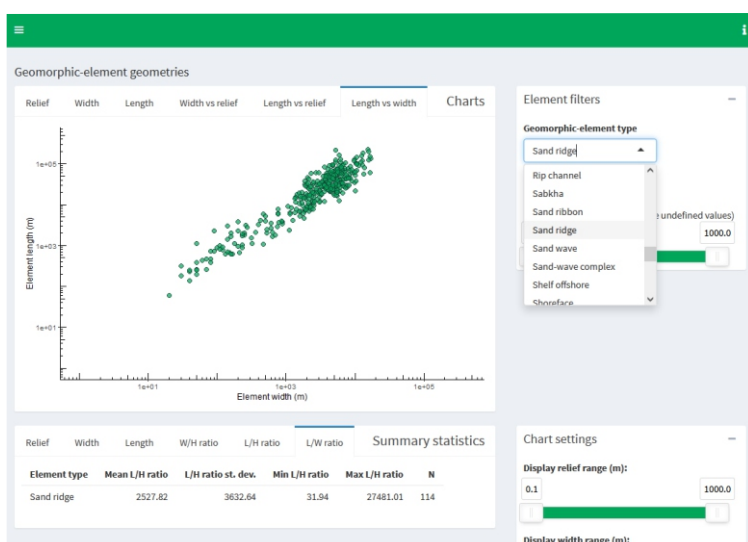 Geomorphic-element geometries
Relief Width Length Width vs relief Length vs relief Length vs width Charts
1e+05
1e+03
1e+01
Element length (m)
1e+01 1e+03 1e+05
Element width (m)
Element filters
Geomorphic-element type
Sand ridge
Rip channel
Sabkha
Sand ribbon
Sand ridge
Sand wave
Sand-wave complex
Shelf offshore
Shoreface
undefined values)
1000.0
Relief Width Length W/H ratio L/H ratio L/W ratio Summary statistics
Element type Mean L/H ratio L/H ratio st. dev. Min L/H ratio Max L/H ratio N
Sand ridge 2527.82 3632.64 31.94 27481.01 114
Chart settings
Display relief range (m):
0.1 1000.0
Display width range (m):